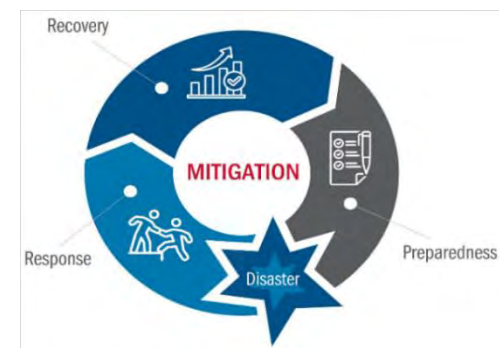 Recovery
MITIGATION
Preparedness
Response
Disaster